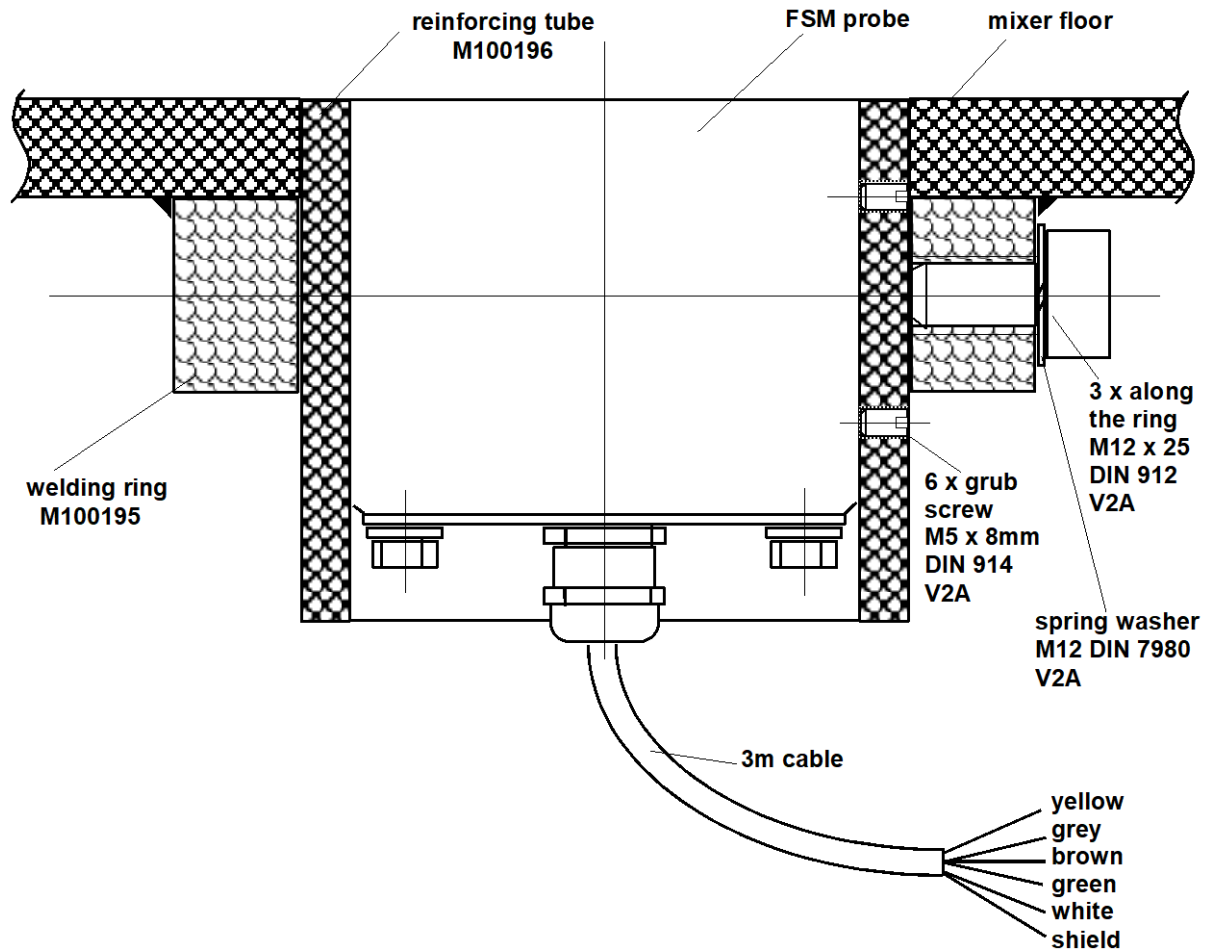 reinforcing tube
M100196
FSM probe
mixer floor
welding ring
M100195
3 x along
the ring
M12 x 25
DIN 912
V2A
6 x grub
screw
M5 x 8mm
DIN 914
V2A
spring washer
M12 DIN 7980
V2A
3m cable
yellow
grey
brown
green
white
shield